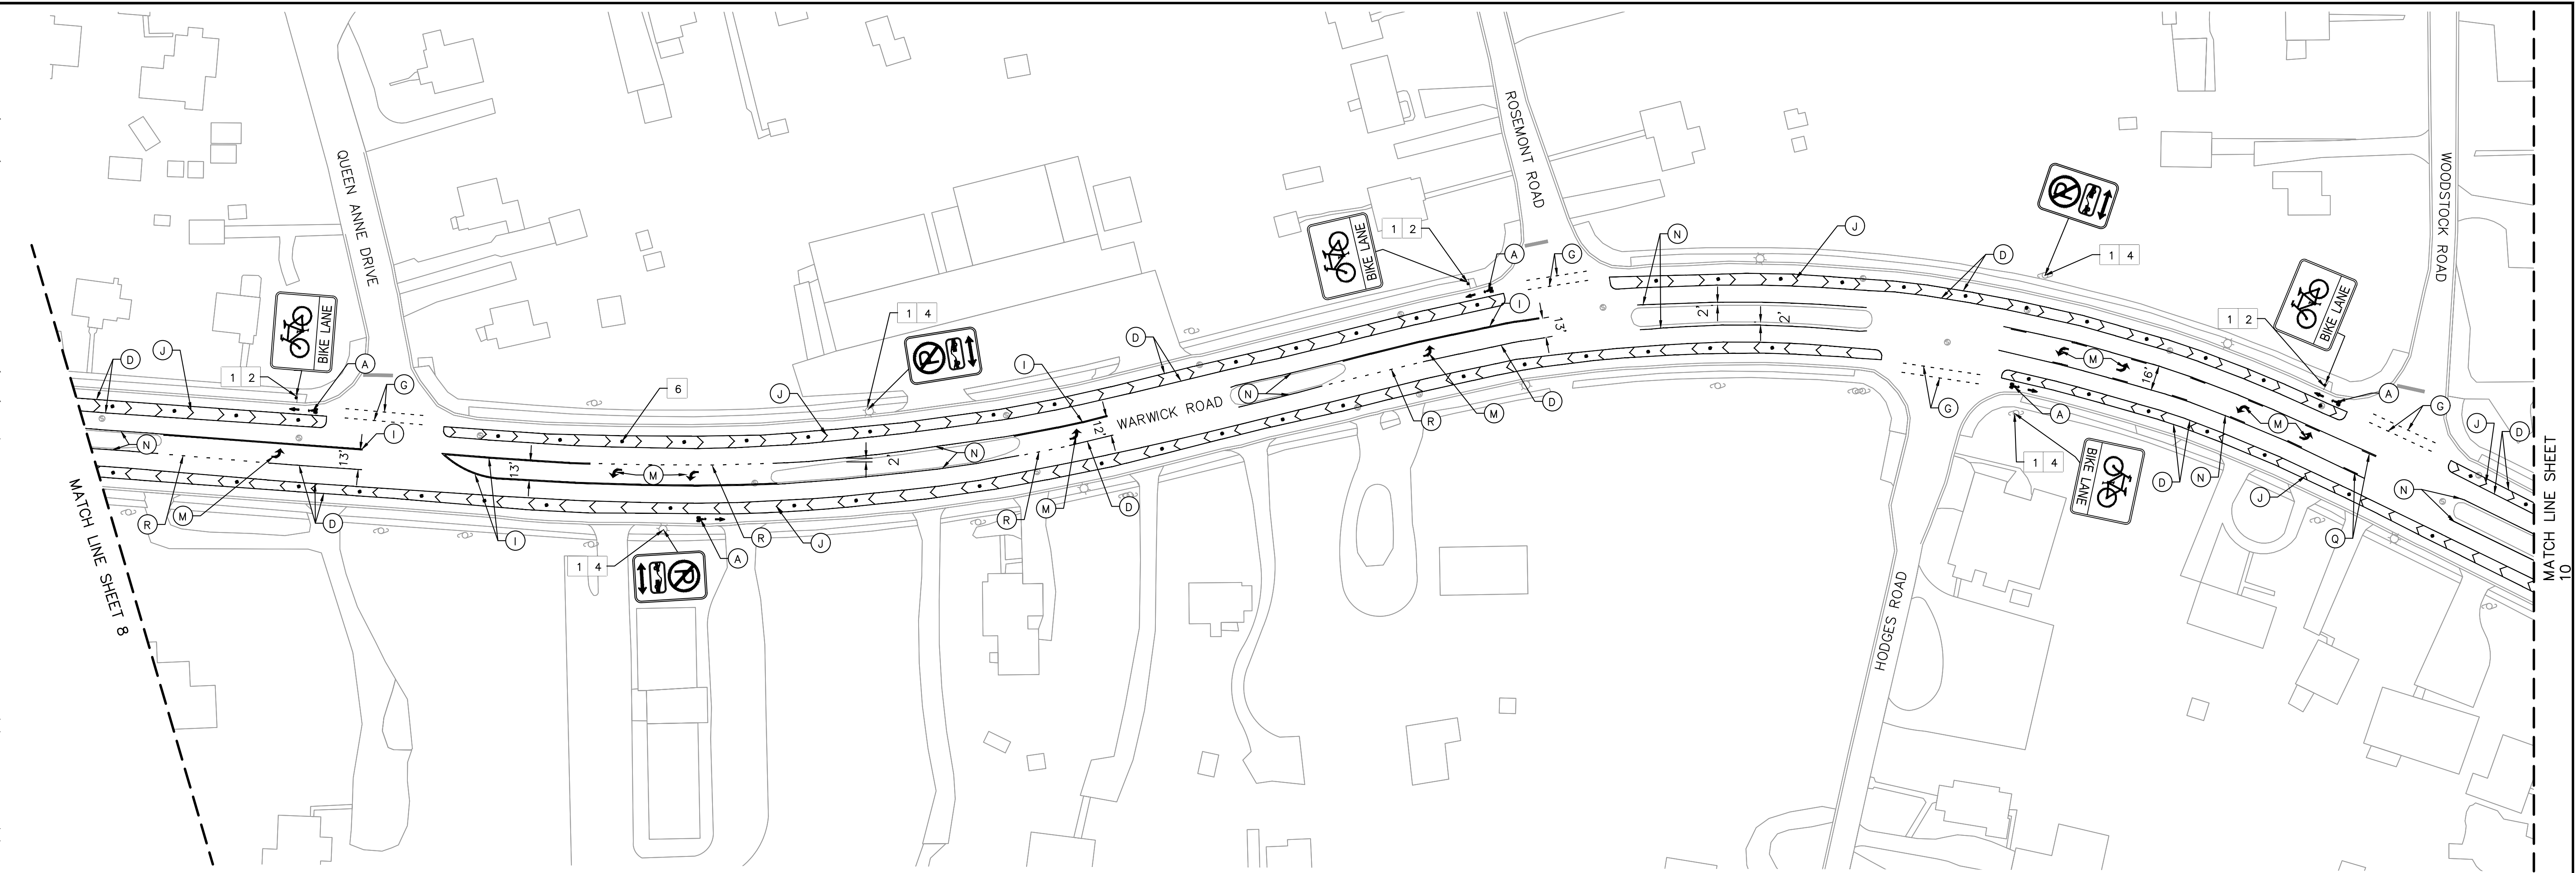 QUEEN ANNE DRIVE
ROSEMONT ROAD
WOODSTOCK ROAD
HODGES ROAD
WARWICK ROAD
MATCH LINE SHEET 8
MATCH LINE SHEET
10
D
J
1 2
BIKE LANE
A
G
N
I
13'
R
M
D
I
13'
6
J
1 4
P
M
R
J
A
1 4
P
2'
N
I
D
12'
R
M
D
N
1 2
BIKE LANE
A
G
I
13'
R
M
D
N
J
D
2'
2'
P
1 4
G
A
1 4
BIKE LANE
M
16'
M
1 2
BIKE LANE
A
G
D
N
J
Q
J
D
N